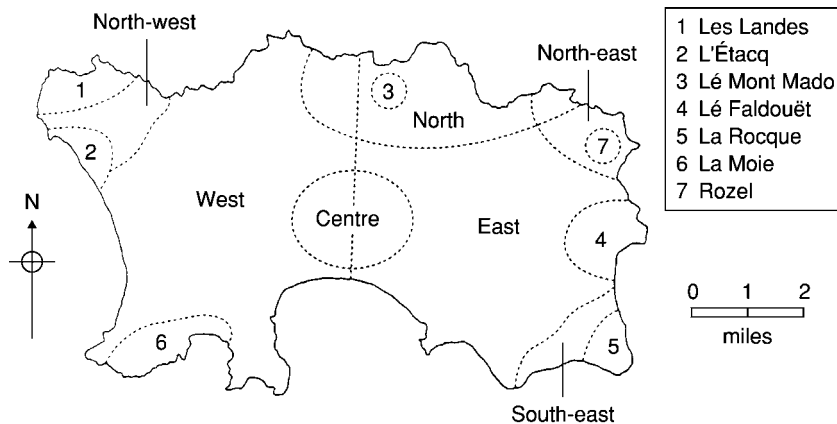 North-west
North-east
1 Les Landes
2 L'Étacq
3 Lé Mont Mado
4 Lé Faldouët
5 La Rocque
6 La Moie
7 Rozel
1
3
North
7
2
N
West
Centre
East
4
0 1 2
miles
6
5
South-east